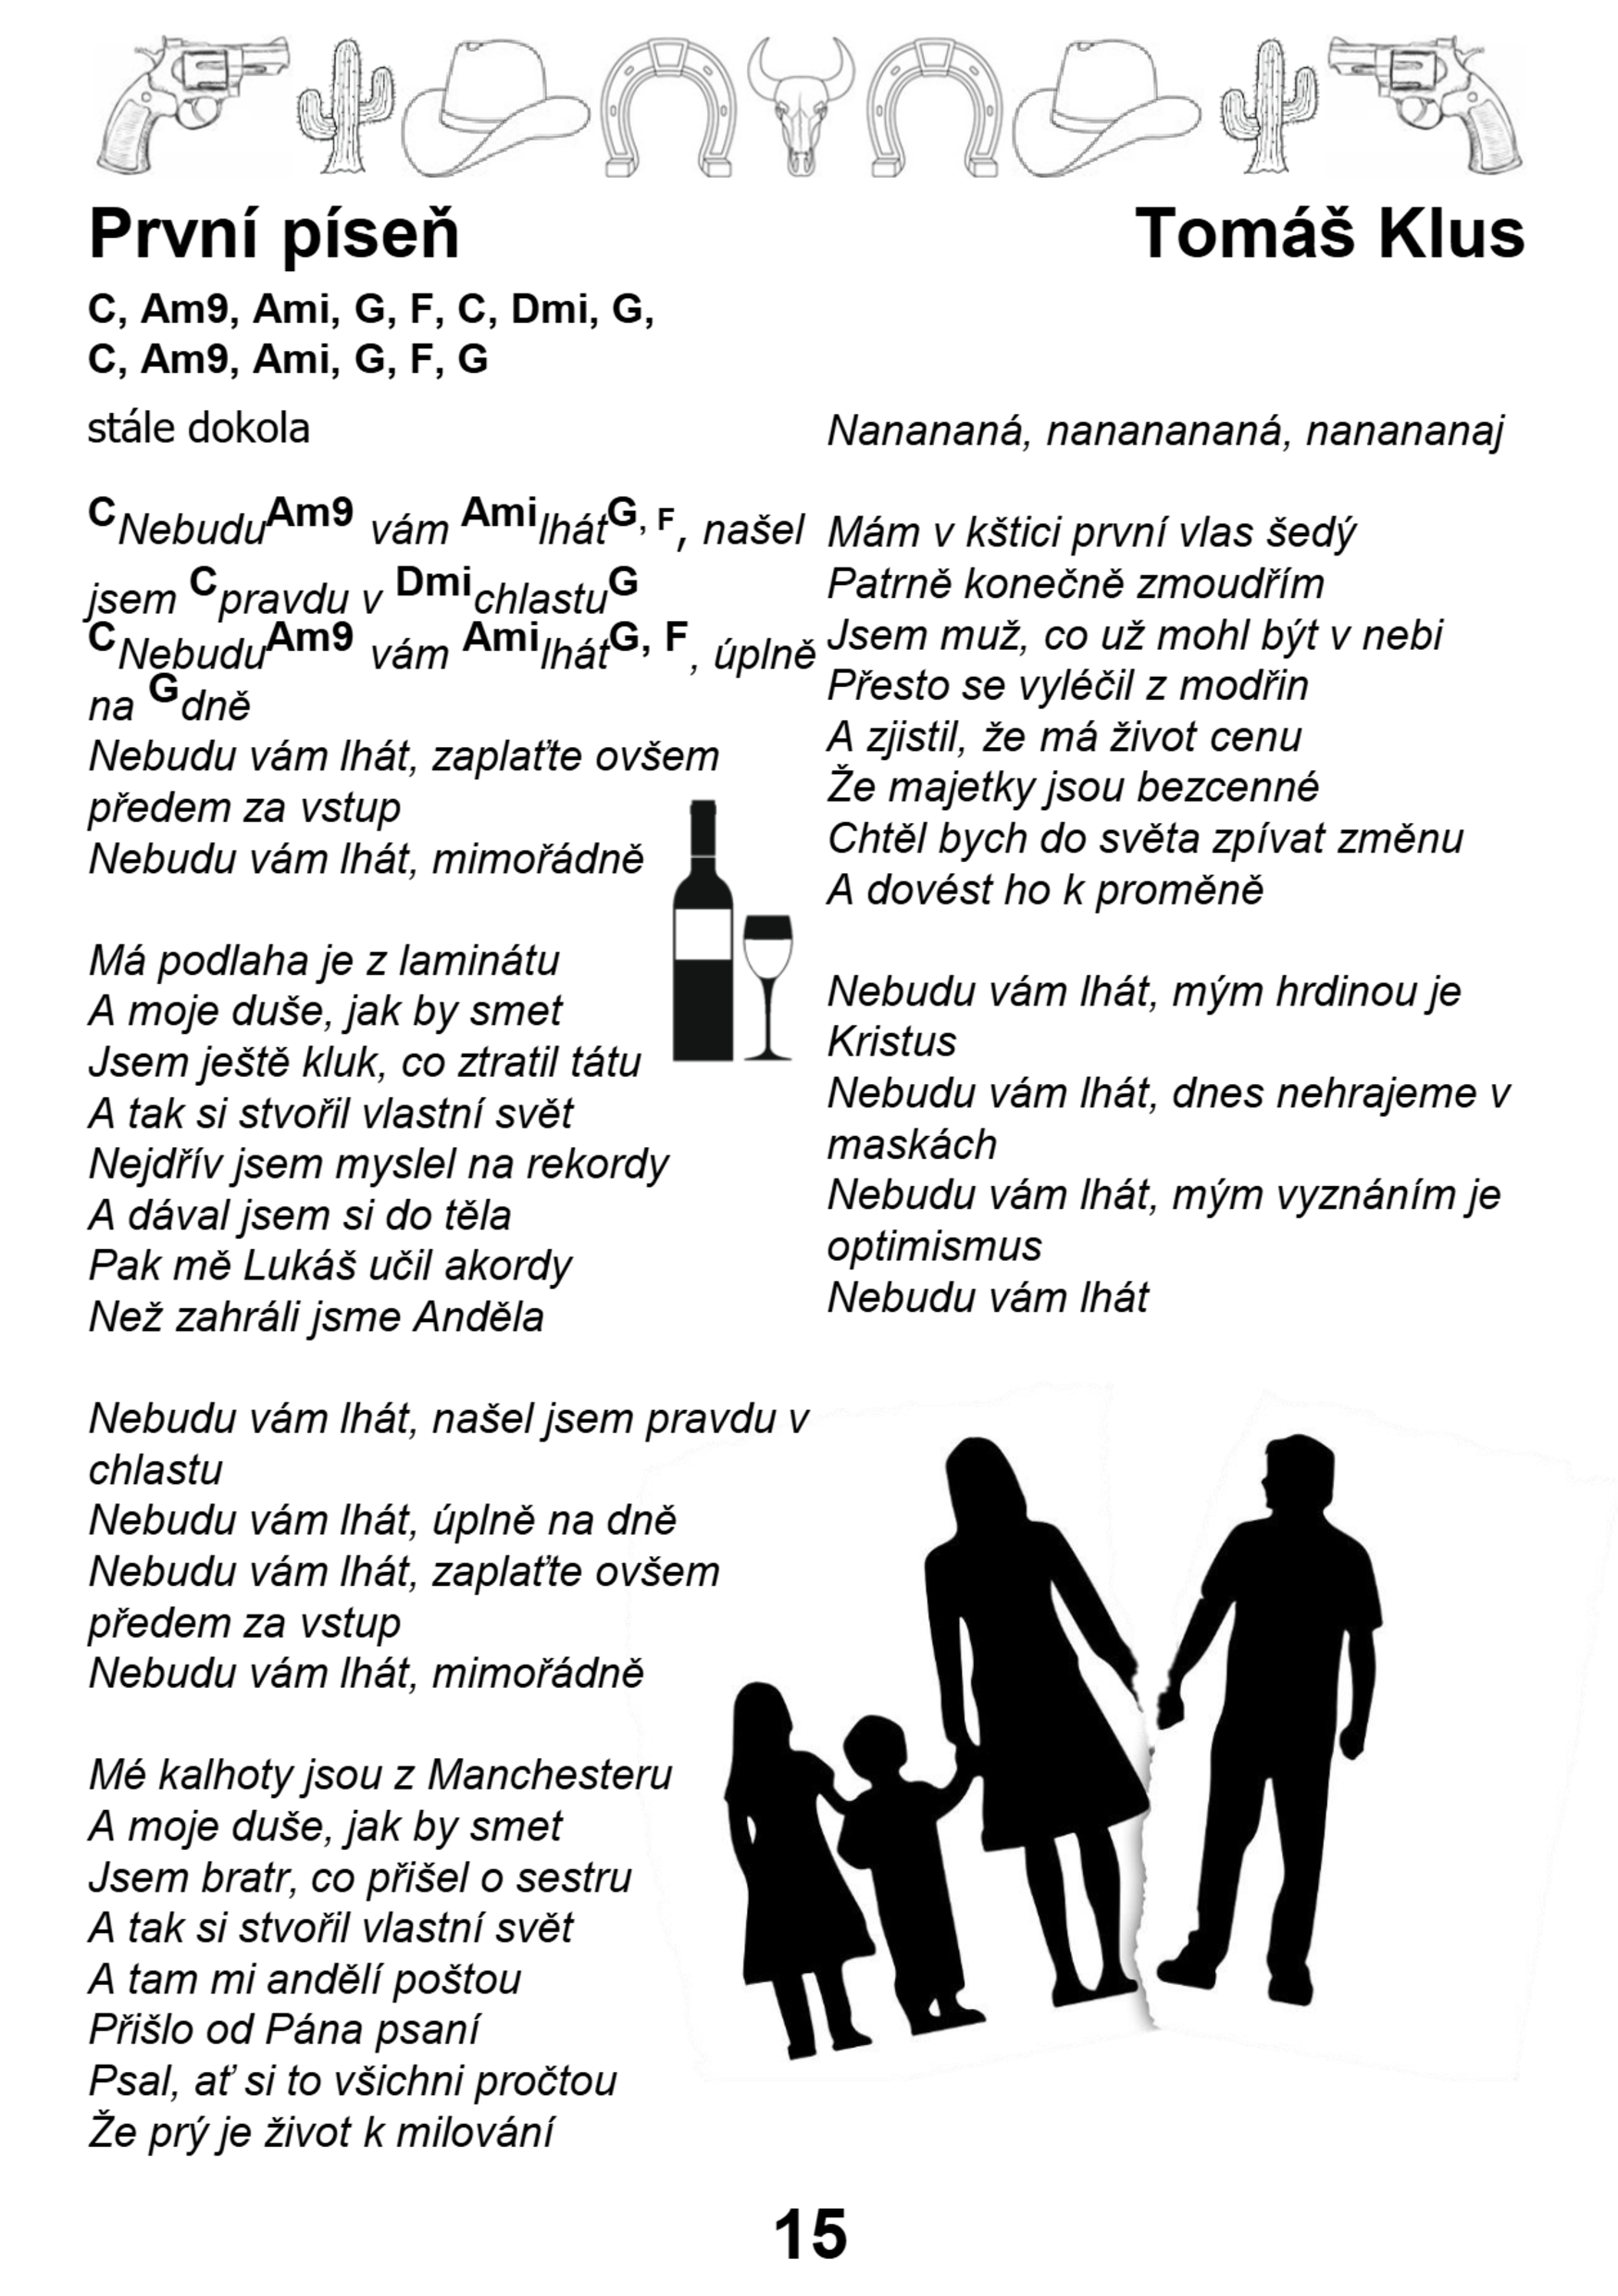 První píseň
Tomáš Klus
C, Am9, Ami, G, F, C, Dmi, G,
C, Am9, Ami, G, F, G
stále dokola
CNebuduAm9 vám AmilhátG, F, našel
jsem Cpravdu v DmichlastuG
CNebuduAm9 vám AmilhátG, F, úplně
na Gdně
Nebudu vám lhát, zaplaťte ovšem
předem za vstup
Nebudu vám lhát, mimořádně
Má podlaha je z laminátu
A moje duše, jak by smet
Jsem ještě kluk, co ztratil tátu
A tak si stvořil vlastní svět
Nejdřív jsem myslel na rekordy
A dával jsem si do těla
Pak mě Lukáš učil akordy
Než zahráli jsme Anděla
Nebudu vám lhát, našel jsem pravdu v
chlastu
Nebudu vám lhát, úplně na dně
Nebudu vám lhát, zaplaťte ovšem
předem za vstup
Nebudu vám lhát, mimořádně
Mé kalhoty jsou z Manchesteru
A moje duše, jak by smet
Jsem bratr, co přišel o sestru
A tak si stvořil vlastní svět
A tam mi andělí poštou
Přišlo od Pána psaní
Psal, ať si to všichni pročtou
Že prý je život k milování
Nanananá, nananananá, nanananaj
Mám v kštici první vlas šedý
Patrně konečně zmoudřím
Jsem muž, co už mohl být v nebi
Přesto se vyléčil z modřin
A zjistil, že má život cenu
Že majetky jsou bezcenné
Chtěl bych do světa zpívat změnu
A dovést ho k proměně
Nebudu vám lhát, mým hrdinou je
Kristus
Nebudu vám lhát, dnes nehrajeme v
maskách
Nebudu vám lhát, mým vyznáním je
optimismus
Nebudu vám lhát
15